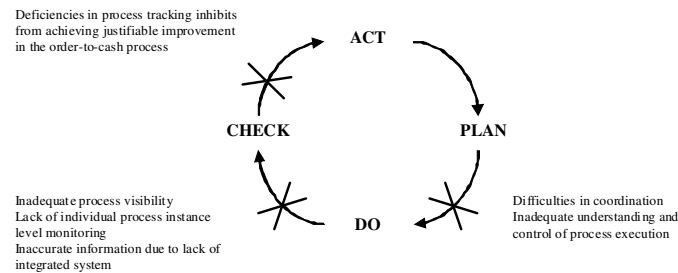 Deficiencies in process tracking inhibits
from achieving justifiable improvement
in the order-to-cash process
ACT
CHECK
PLAN
Inadequate process visibility
Lack of individual process instance
level monitoring
Inaccurate information due to lack of
integrated system
DO
Difficulties in coordination
Inadequate understanding and
control of process execution